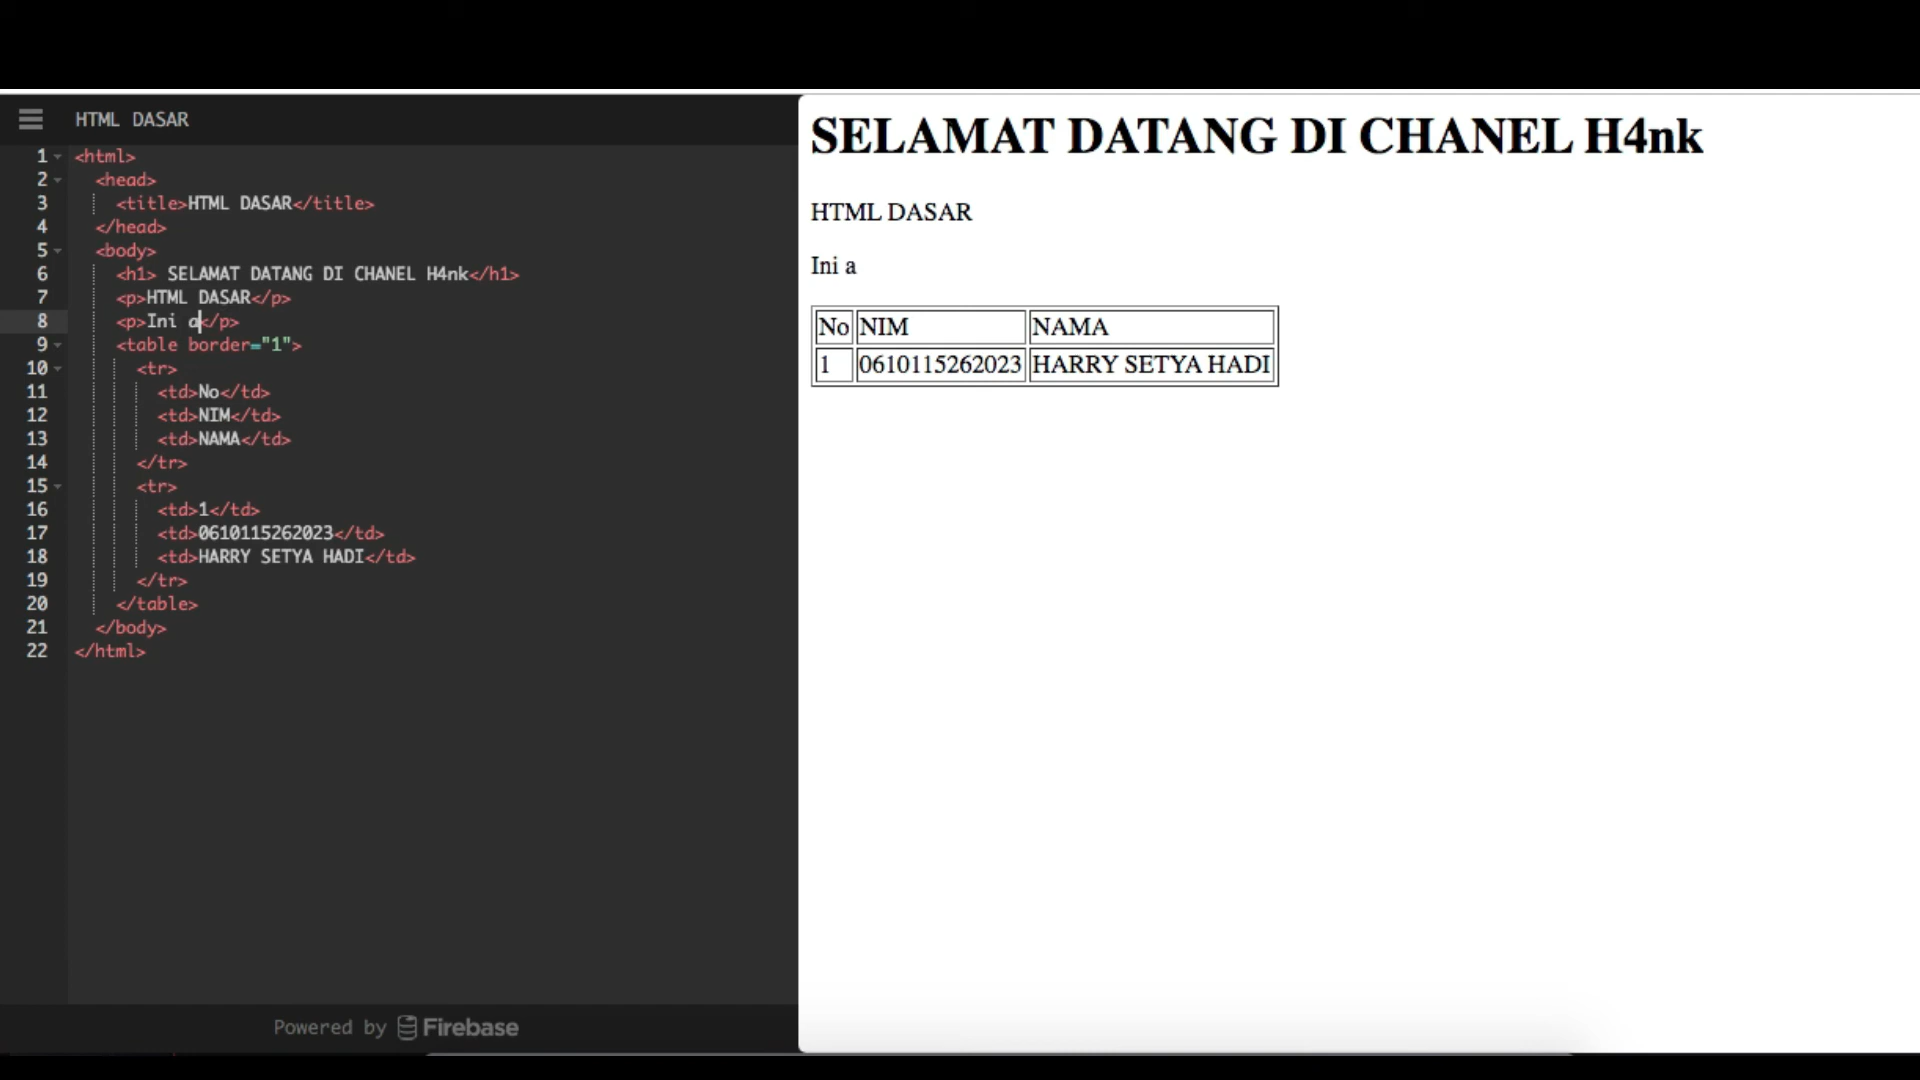 HTML DASAR
1 <html>
2 <head>
3 <title>HTML DASAR</title>
4 </head>
5 <body>
6 <h1> SELAMAT DATANG DI CHANEL H4nk</h1>
7 <p>HTML DASAR</p>
8 <p>Ini a</p>
9 <table border="1">
10 <tr>
11 <td>No</td>
12 <td>NIM</td>
13 <td>NAMA</td>
14 </tr>
15 <tr>
16 <td>1</td>
17 <td>0610115262023</td>
18 <td>HARRY SETYA HADI</td>
19 </tr>
20 </table>
21 </body>
22 </html>
Powered by Firebase
SELAMAT DATANG DI CHANEL H4nk
HTML DASAR
Ini a
No NIM NAMA
1 0610115262023 HARRY SETYA HADI